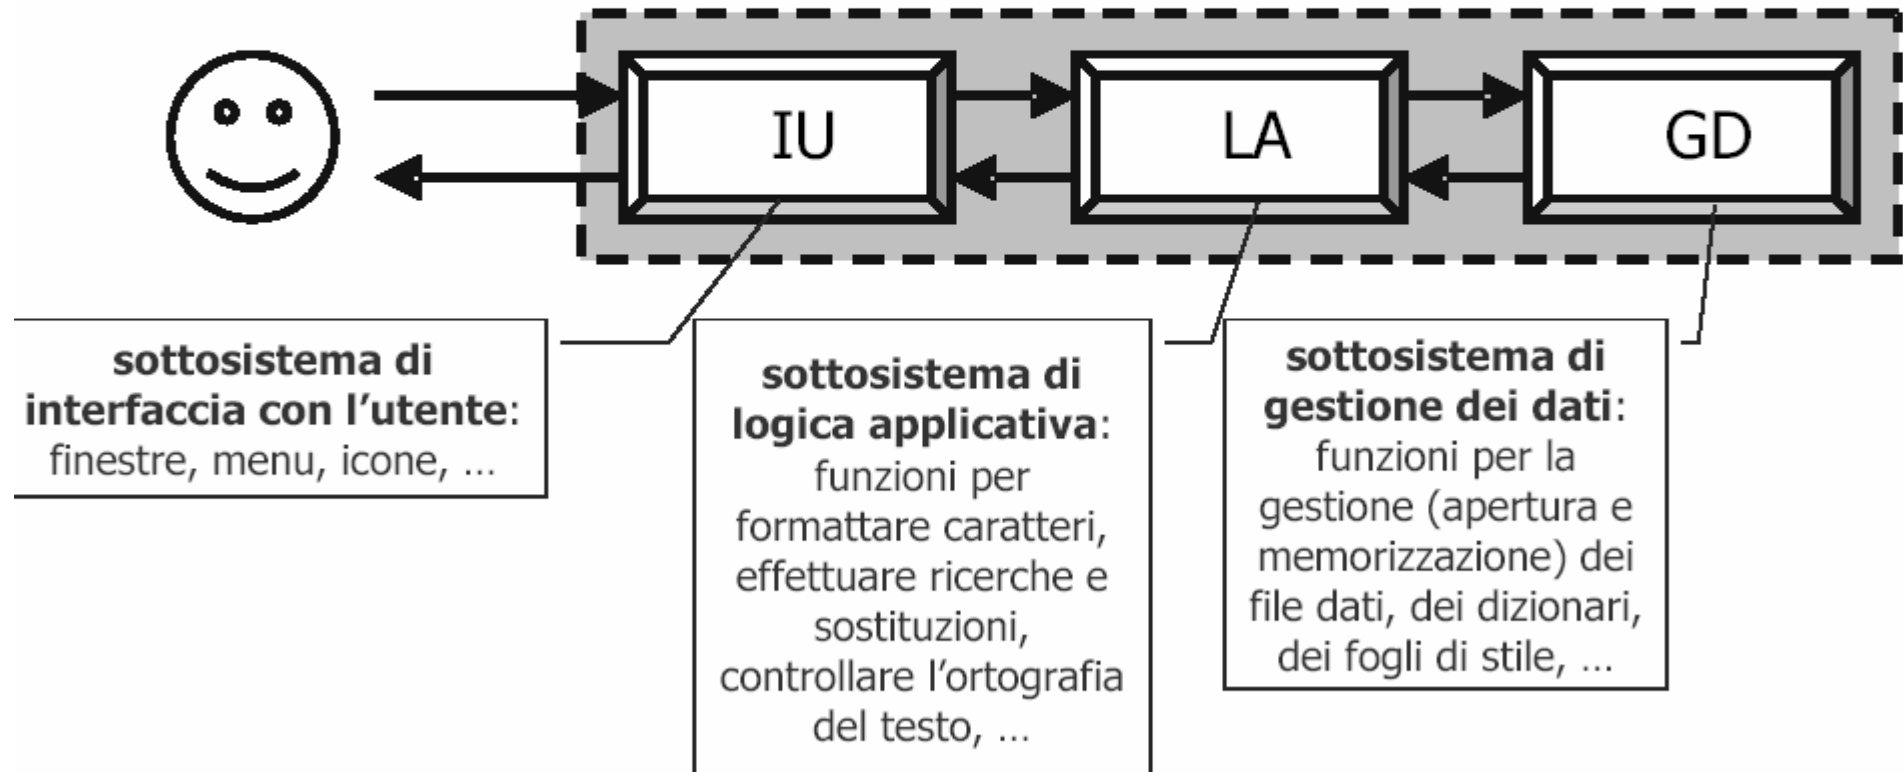 IU
LA
GD
sottosistema di
interfaccia con l’utente:
finestre, menu, icone, …
sottosistema di
logica applicativa:
funzioni per
formattare caratteri,
effettuare ricerche e
sostituzioni,
controllare l’ortografia
del testo, …
sottosistema di
gestione dei dati:
funzioni per la
gestione (apertura e
memorizzazione) dei
file dati, dei dizionari,
dei fogli di stile, …